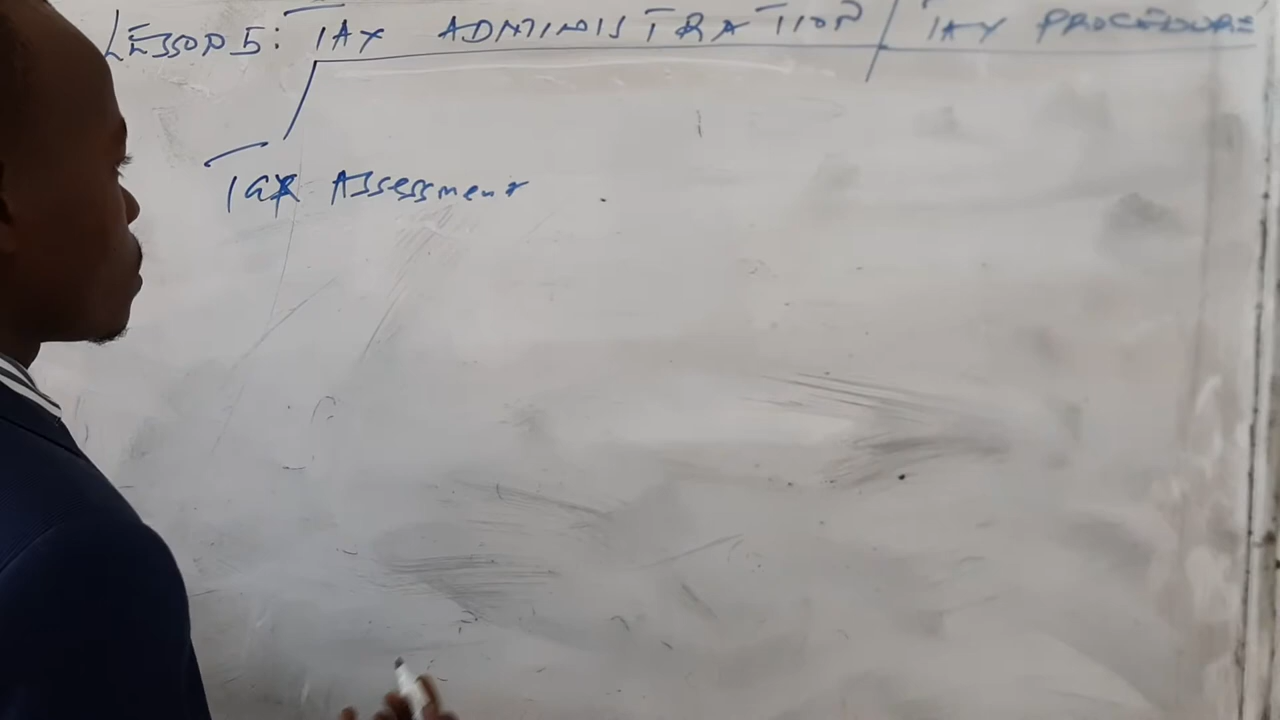 LESSON 5: TAX ADMINISTRATION / TAX PROCEDURE
Tax Assessment